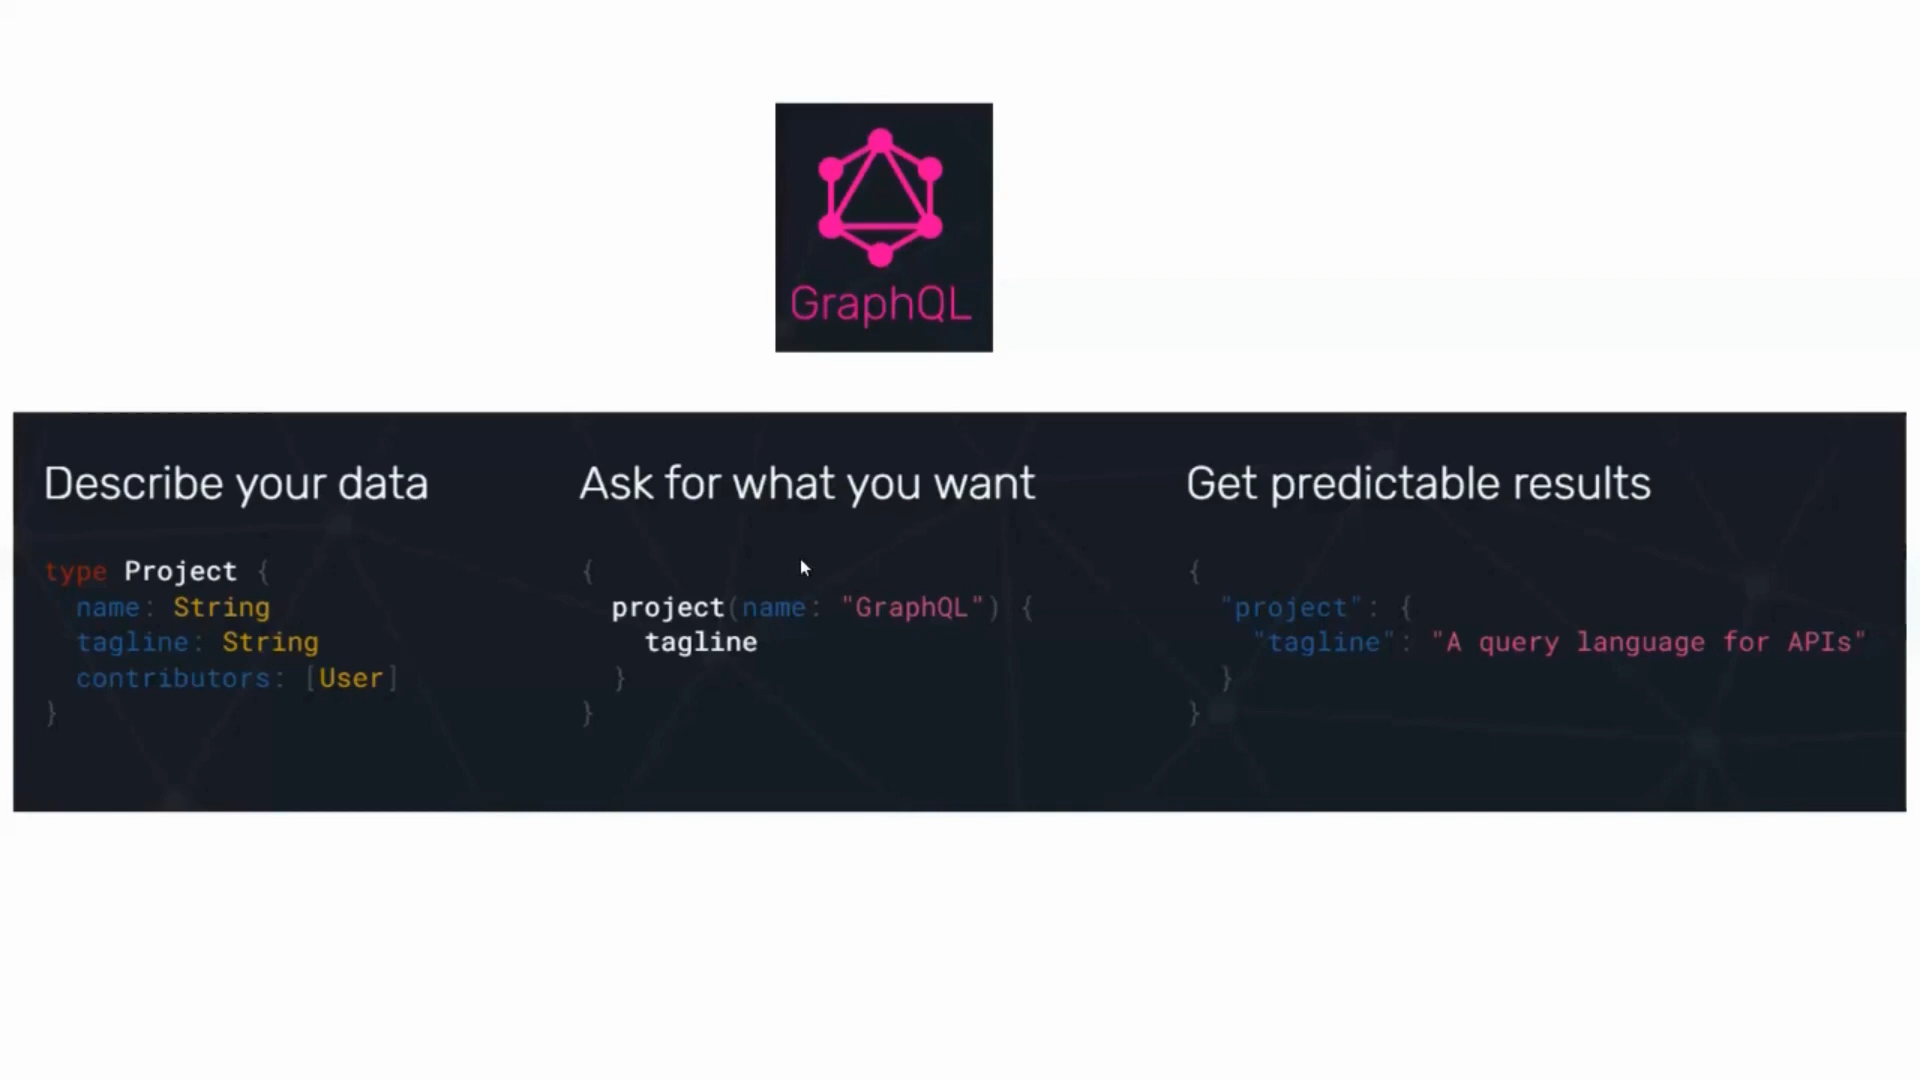 GraphQL
Describe your data
type Project {
  name: String
  tagline: String
  contributors: [User]
}
Ask for what you want
{
  project(name: "GraphQL") {
    tagline
  }
}
Get predictable results
{
  "project": {
    "tagline": "A query language for APIs"
  }
}